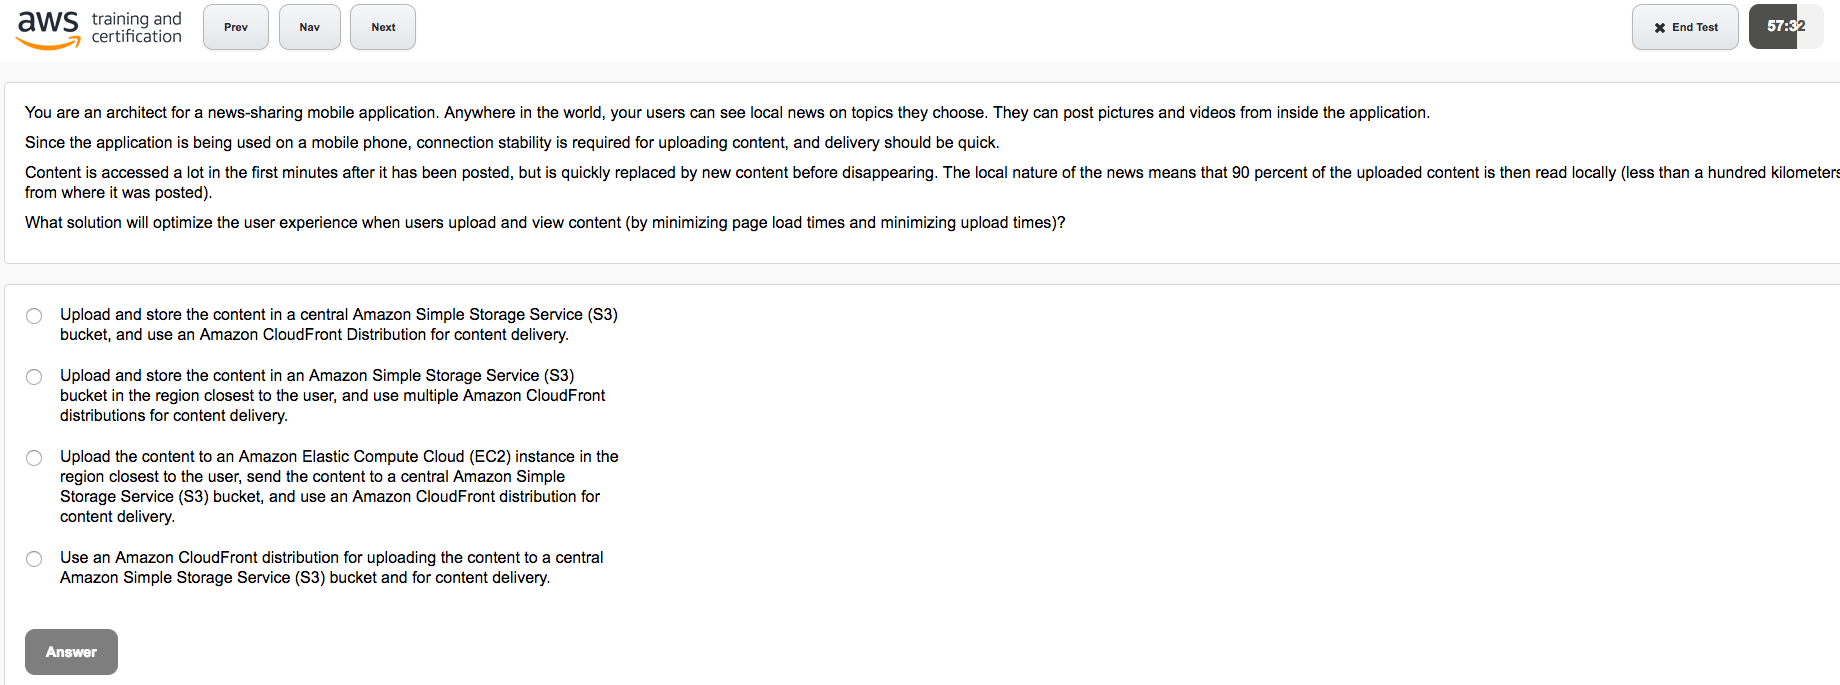 aws training and certification
Prev
Nav
Next
✖ End Test
57:32
You are an architect for a news-sharing mobile application. Anywhere in the world, your users can see local news on topics they choose. They can post pictures and videos from inside the application.
Since the application is being used on a mobile phone, connection stability is required for uploading content, and delivery should be quick.
Content is accessed a lot in the first minutes after it has been posted, but is quickly replaced by new content before disappearing. The local nature of the news means that 90 percent of the uploaded content is then read locally (less than a hundred kilometers
from where it was posted).
What solution will optimize the user experience when users upload and view content (by minimizing page load times and minimizing upload times)?
Upload and store the content in a central Amazon Simple Storage Service (S3)
bucket, and use an Amazon CloudFront Distribution for content delivery.
Upload and store the content in an Amazon Simple Storage Service (S3)
bucket in the region closest to the user, and use multiple Amazon CloudFront
distributions for content delivery.
Upload the content to an Amazon Elastic Compute Cloud (EC2) instance in the
region closest to the user, send the content to a central Amazon Simple
Storage Service (S3) bucket, and use an Amazon CloudFront distribution for
content delivery.
Use an Amazon CloudFront distribution for uploading the content to a central
Amazon Simple Storage Service (S3) bucket and for content delivery.
Answer